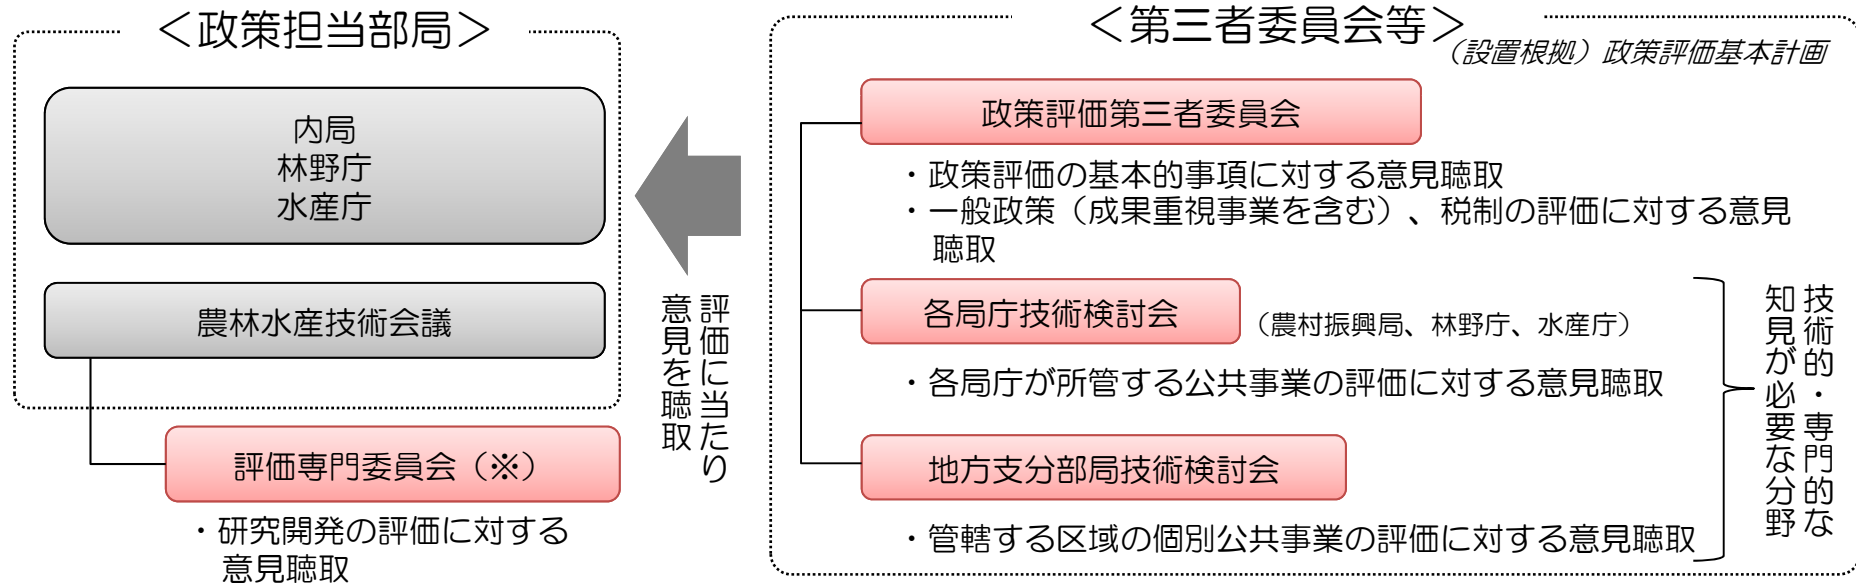 ＜政策担当部局＞
内局
林野庁
水産庁
農林水産技術会議
評価専門委員会（※）
・研究開発の評価に対する
意見聴取
評価に当たり
意見を聴取
＜第三者委員会等＞
（設置根拠）政策評価基本計画
政策評価第三者委員会
・政策評価の基本的事項に対する意見聴取
・一般政策（成果重視事業を含む）、税制の評価に対する意見
聴取
各局庁技術検討会
（農村振興局、林野庁、水産庁）
・各局庁が所管する公共事業の評価に対する意見聴取
地方支分部局技術検討会
・管轄する区域の個別公共事業の評価に対する意見聴取
技術的・専門的な
知見が必要な分野